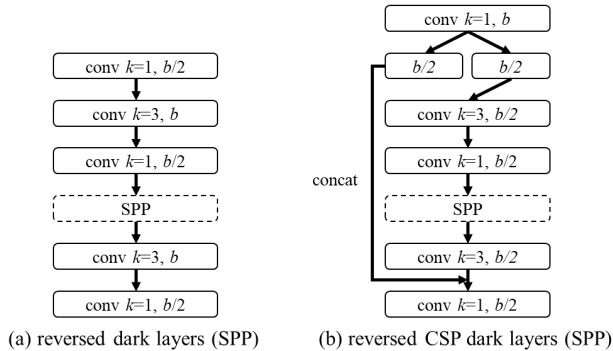 conv k=1, b/2
conv k=3, b
conv k=1, b/2
SPP
conv k=3, b
conv k=1, b/2
(a) reversed dark layers (SPP)
conv k=1, b
b/2 b/2
conv k=3, b/2
conv k=1, b/2
concat
SPP
conv k=3, b/2
conv k=1, b/2
(b) reversed CSP dark layers (SPP)